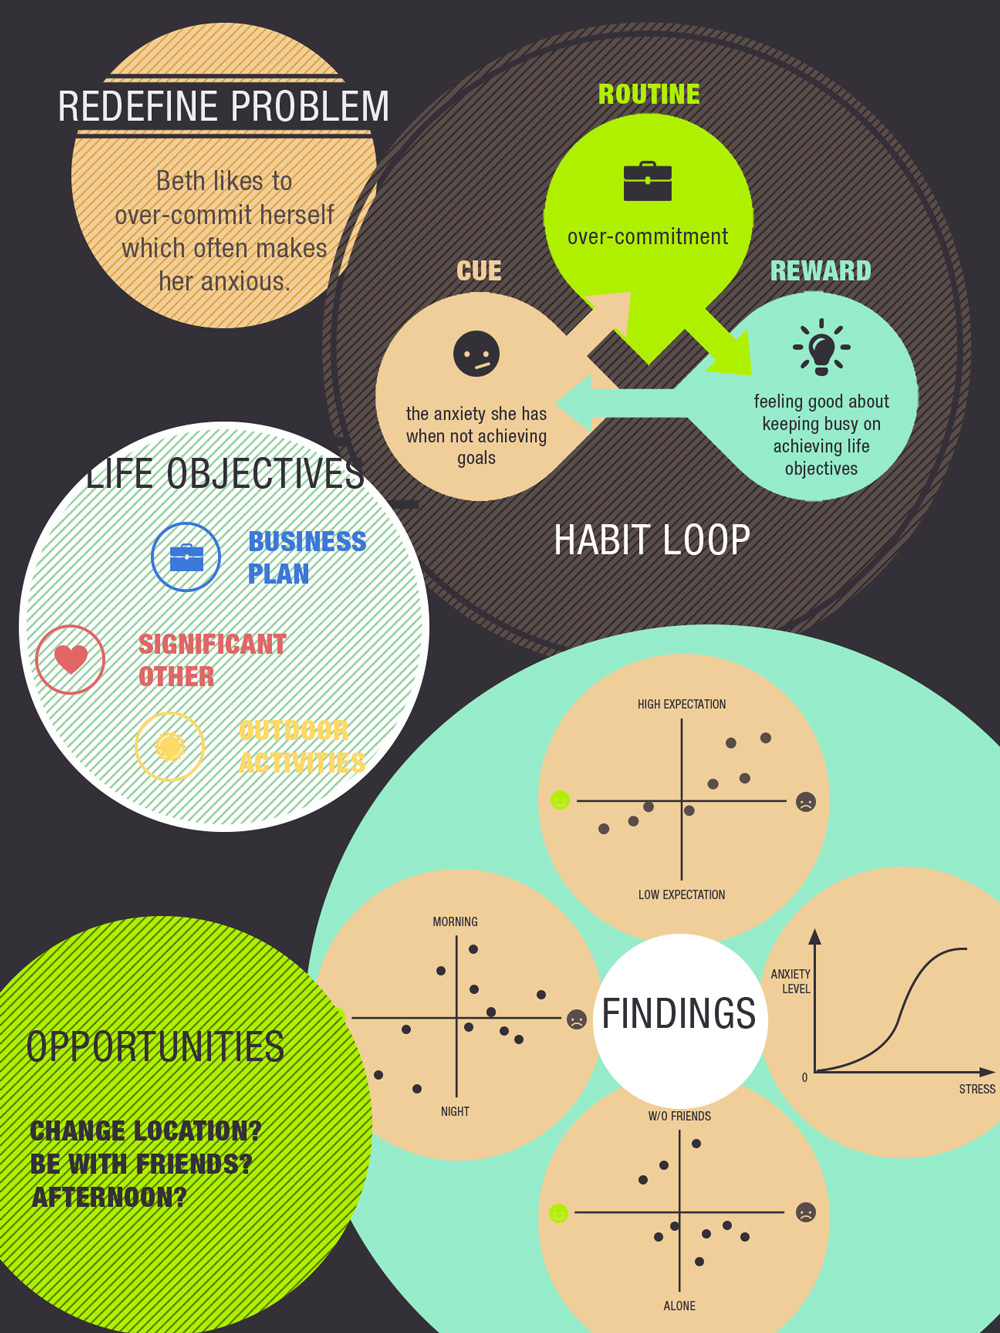 REDEFINE PROBLEM
Beth likes to
over-commit herself
which often makes
her anxious.
ROUTINE
over-commitment
CUE
the anxiety she has
when not achieving
goals
REWARD
feeling good about
keeping busy on
achieving life
objectives
HABIT LOOP
LIFE OBJECTIVES
BUSINESS
PLAN
SIGNIFICANT
OTHER
OUTDOOR
ACTIVITIES
HIGH EXPECTATION
LOW EXPECTATION
MORNING
NIGHT
FINDINGS
ANXIETY
LEVEL
0
STRESS
W/O FRIENDS
ALONE
OPPORTUNITIES
CHANGE LOCATION?
BE WITH FRIENDS?
AFTERNOON?